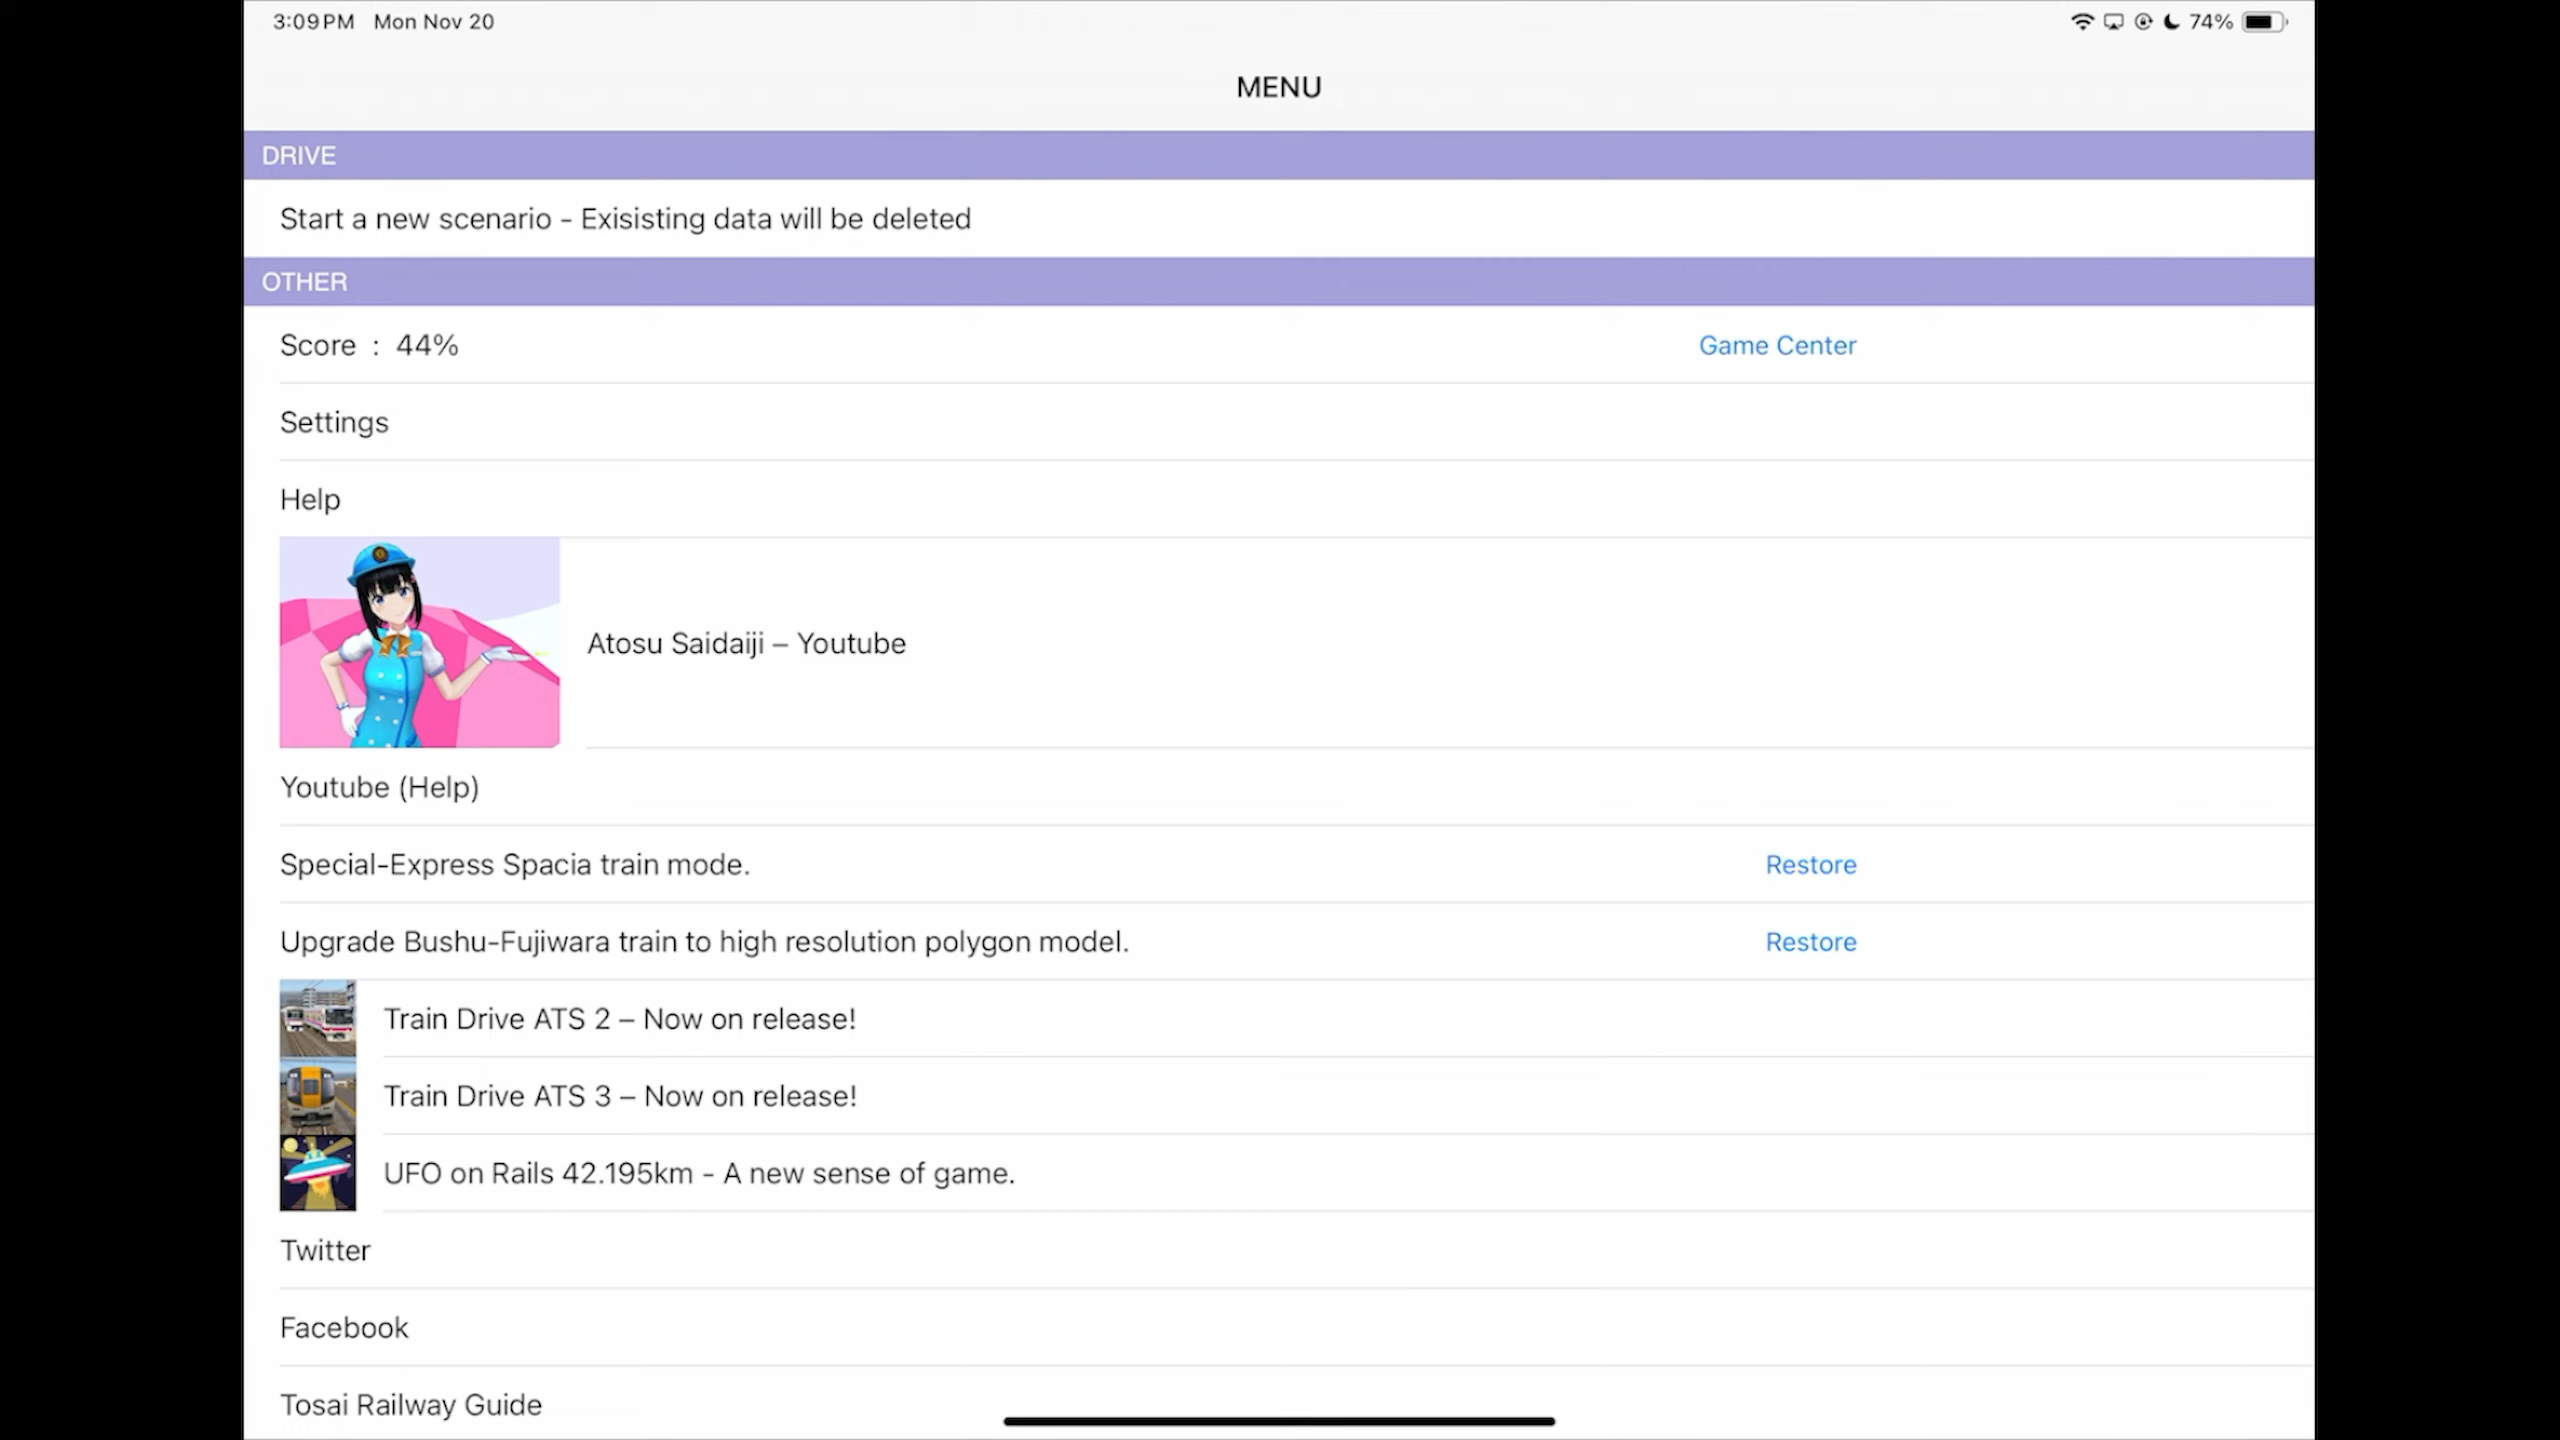 3:09 PM Mon Nov 20 74%
MENU
DRIVE
Start a new scenario - Exisisting data will be deleted
OTHER
Score : 44% Game Center
Settings
Help
Atosu Saidaiji – Youtube
Youtube (Help)
Special-Express Spacia train mode. Restore
Upgrade Bushu-Fujiwara train to high resolution polygon model. Restore
Train Drive ATS 2 – Now on release!
Train Drive ATS 3 – Now on release!
UFO on Rails 42.195km - A new sense of game.
Twitter
Facebook
Tosai Railway Guide